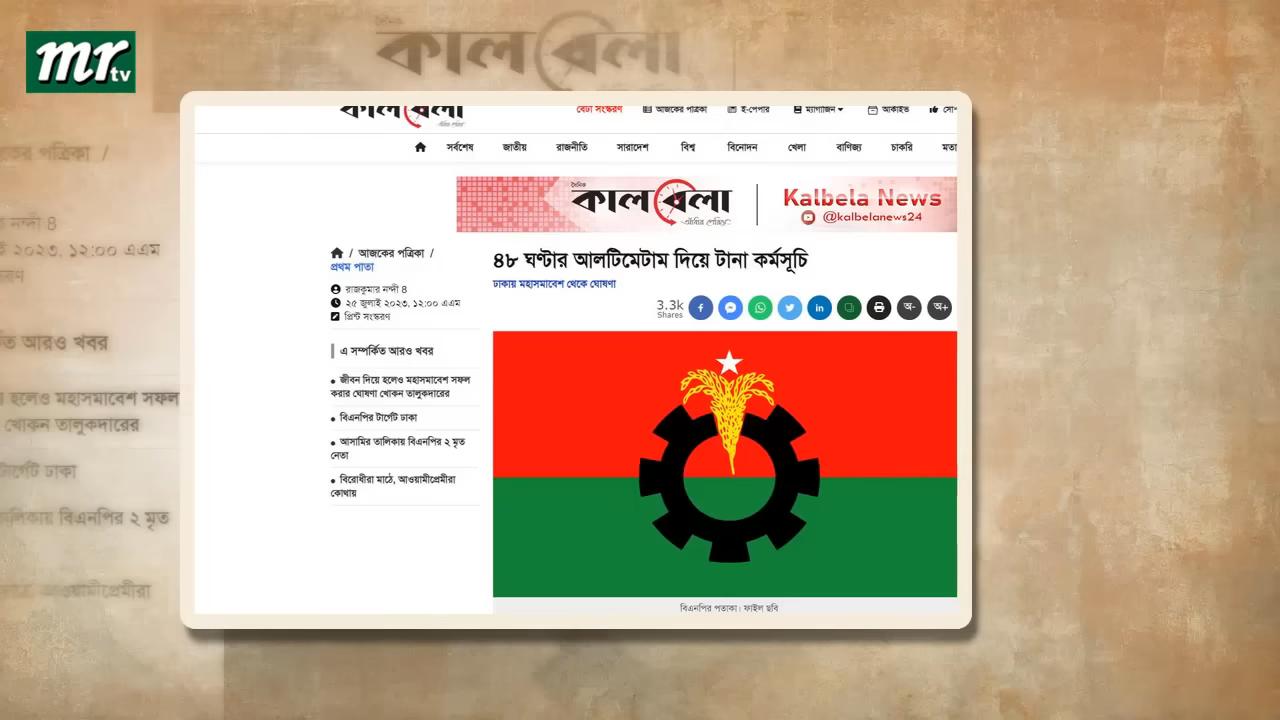 mr tv
কালবেলা
বেটা সংস্করণ আজকের পত্রিকা ই-পেপার ম্যাগাজিন আর্কাইভ
সর্বশেষ জাতীয় রাজনীতি সারাদেশ বিশ্ব বিনোদন খেলা বাণিজ্য চাকরি মতা
দৈনিক
কালবেলা
Kalbela News
@kalbelanews24
/ আজকের পত্রিকা /
প্রথম পাতা
রাজকুমার নন্দী 8
২৫ জুলাই ২০২৩, ১২:০০ এএম
প্রিন্ট সংস্করণ
এ সম্পর্কিত আরও খবর
জীবন দিয়ে হলেও মহাসমাবেশ সফল
করার ঘোষণা খোকন তালুকদারের
বিএনপির টার্গেট ঢাকা
আসামির তালিকায় বিএনপির ২ মৃত
নেতা
বিরোধীরা মাঠে, আওয়ামীপ্রেমীরা
কোথায়
৪৮ ঘণ্টার আলটিমেটাম দিয়ে টানা কর্মসূচি
ঢাকায় মহাসমাবেশ থেকে ঘোষণা
3.3k
Shares
অ- অ+
বিএনপির পতাকা। ফাইল ছবি